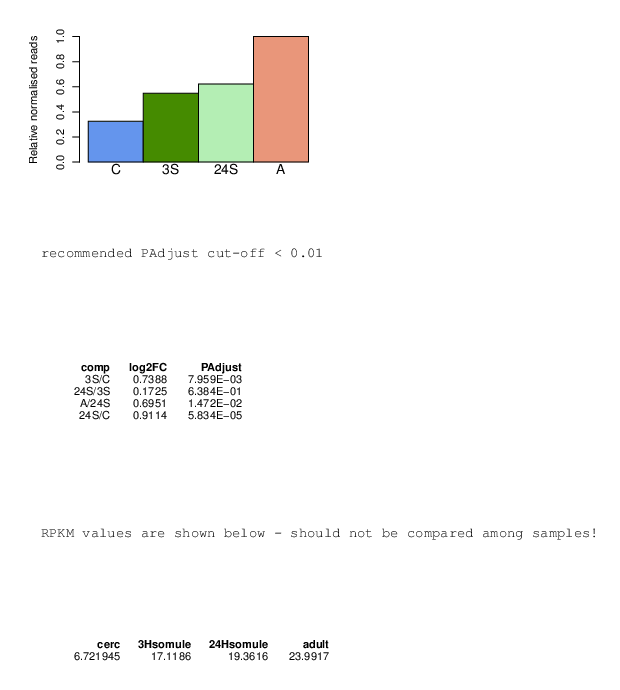 Relative normalised reads
1.0
0.8
0.6
0.4
0.2
0.0
C 3S 24S A
recommended PAdjust cut-off < 0.01
comp log2FC PAdjust
3S/C 0.7388 7.959E−03
24S/3S 0.1725 6.384E−01
A/24S 0.6951 1.472E−02
24S/C 0.9114 5.834E−05
RPKM values are shown below - should not be compared among samples!
cerc 3Hsomule 24Hsomule adult
6.721945 17.1186 19.3616 23.9917